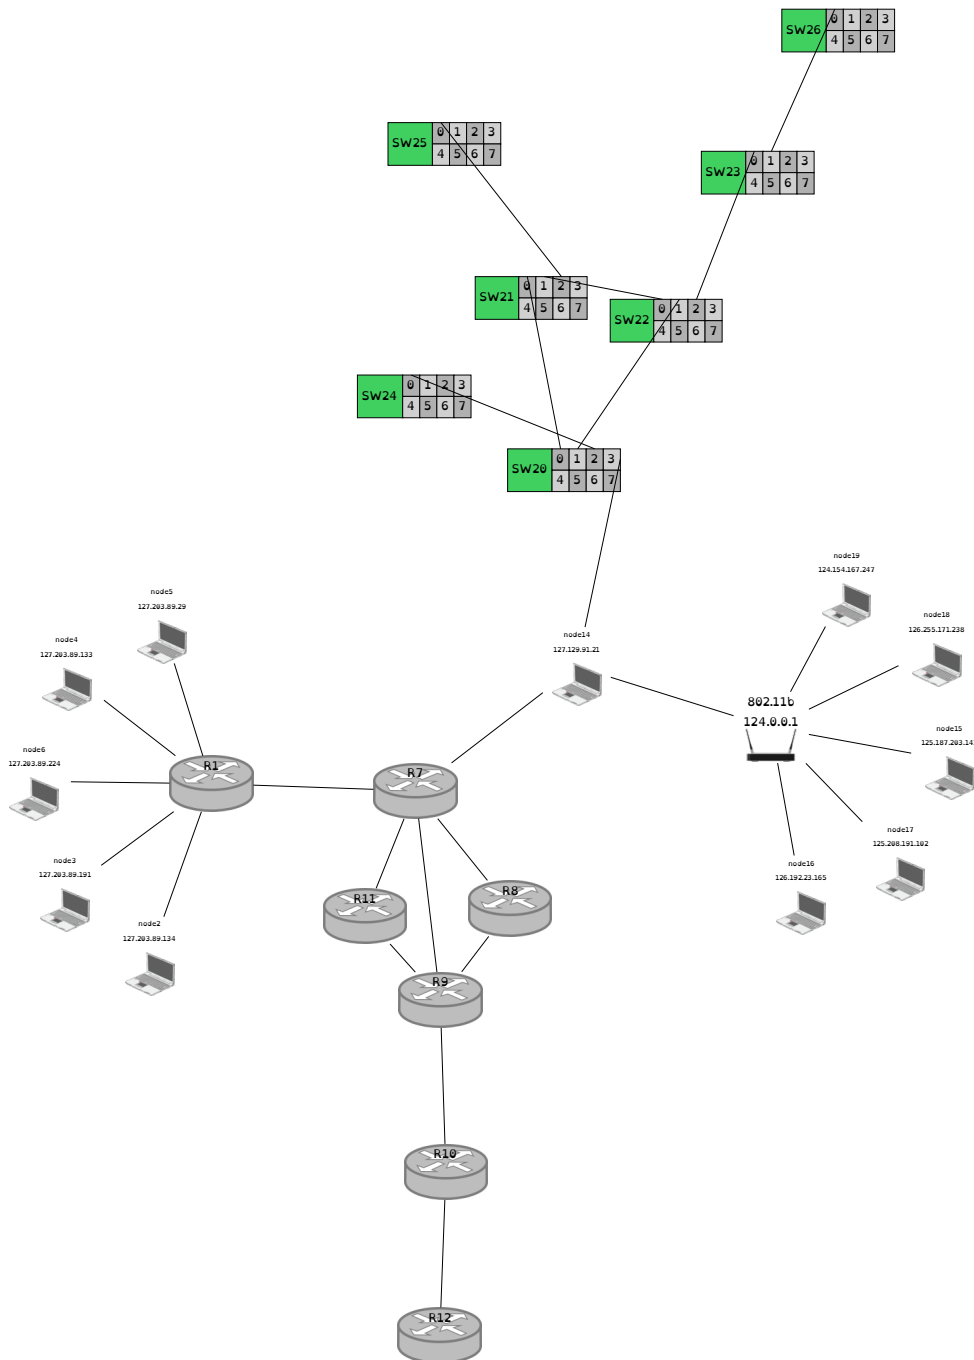 SW26 0 1 2 3
4 5 6 7
SW25 0 1 2 3
4 5 6 7
SW23 0 1 2 3
4 5 6 7
SW21 0 1 2 3
4 5 6 7
SW22 0 1 2 3
4 5 6 7
SW24 0 1 2 3
4 5 6 7
SW20 0 1 2 3
4 5 6 7
node19
124.154.167.247
node5
127.203.89.29
node18
126.255.171.238
node14
127.129.91.21
node4
127.203.89.133
802.11b
124.0.0.1
node15
125.187.203.14
node6
127.203.89.224
R1
R7
node17
125.208.191.102
node3
127.203.89.191
node16
126.192.23.165
R11
R8
node2
127.203.89.134
R9
R10
R12